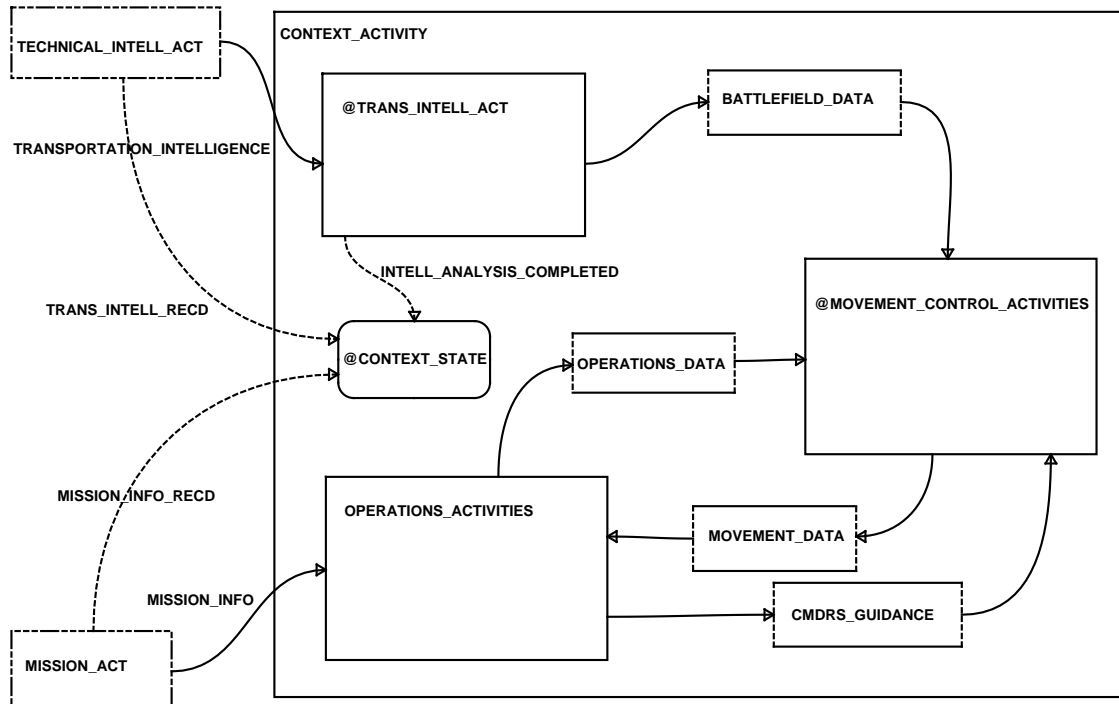 TECHNICAL_INTELL_ACT
CONTEXT_ACTIVITY
@TRANS_INTELL_ACT
BATTLEFIELD_DATA
TRANSPORTATION_INTELLIGENCE
INTELL_ANALYSIS_COMPLETED
TRANS_INTELL_RECD
@MOVEMENT_CONTROL_ACTIVITIES
@CONTEXT_STATE
OPERATIONS_DATA
MISSION_INFO_RECD
OPERATIONS_ACTIVITIES
MOVEMENT_DATA
MISSION_INFO
CMDRS_GUIDANCE
MISSION_ACT